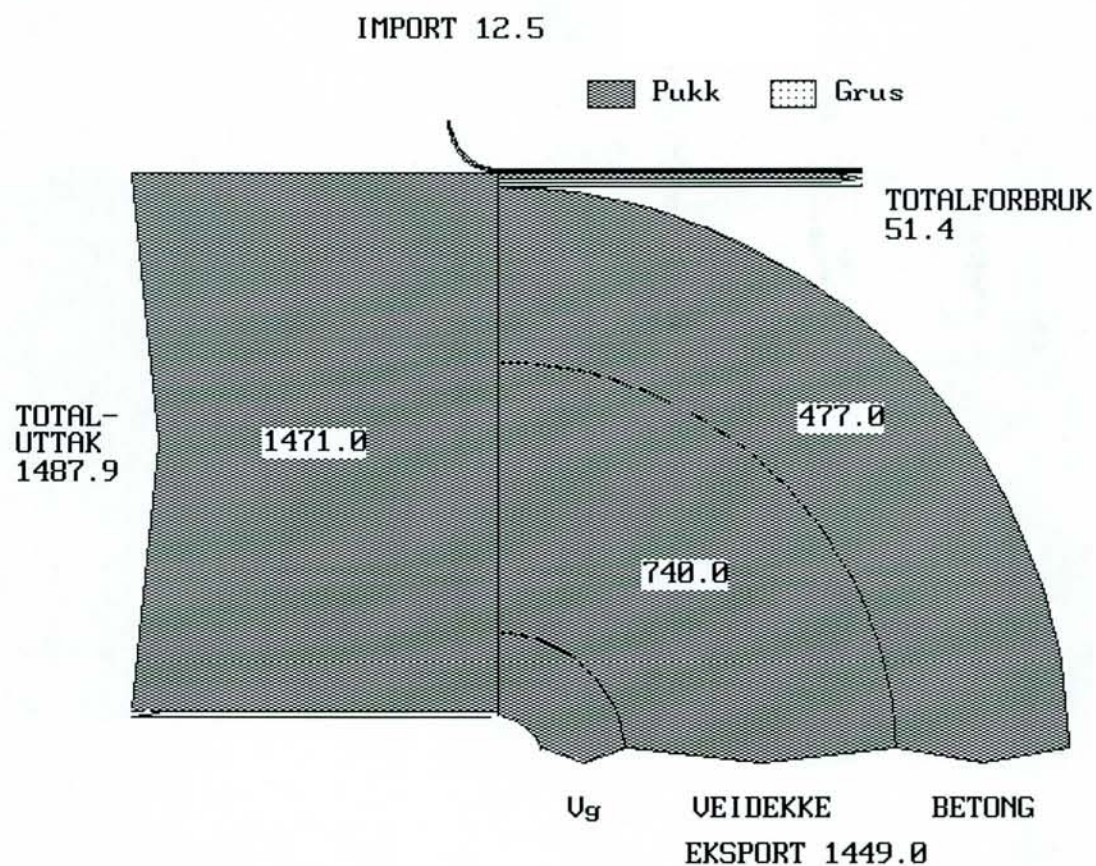 IMPORT 12.5
Pukk
Grus
TOTALFORBRUK
51.4
TOTAL-
UTTAK
1487.9
1471.0
477.0
740.0
Vg
VEIDEKKE
BETONG
EKSPORT 1449.0